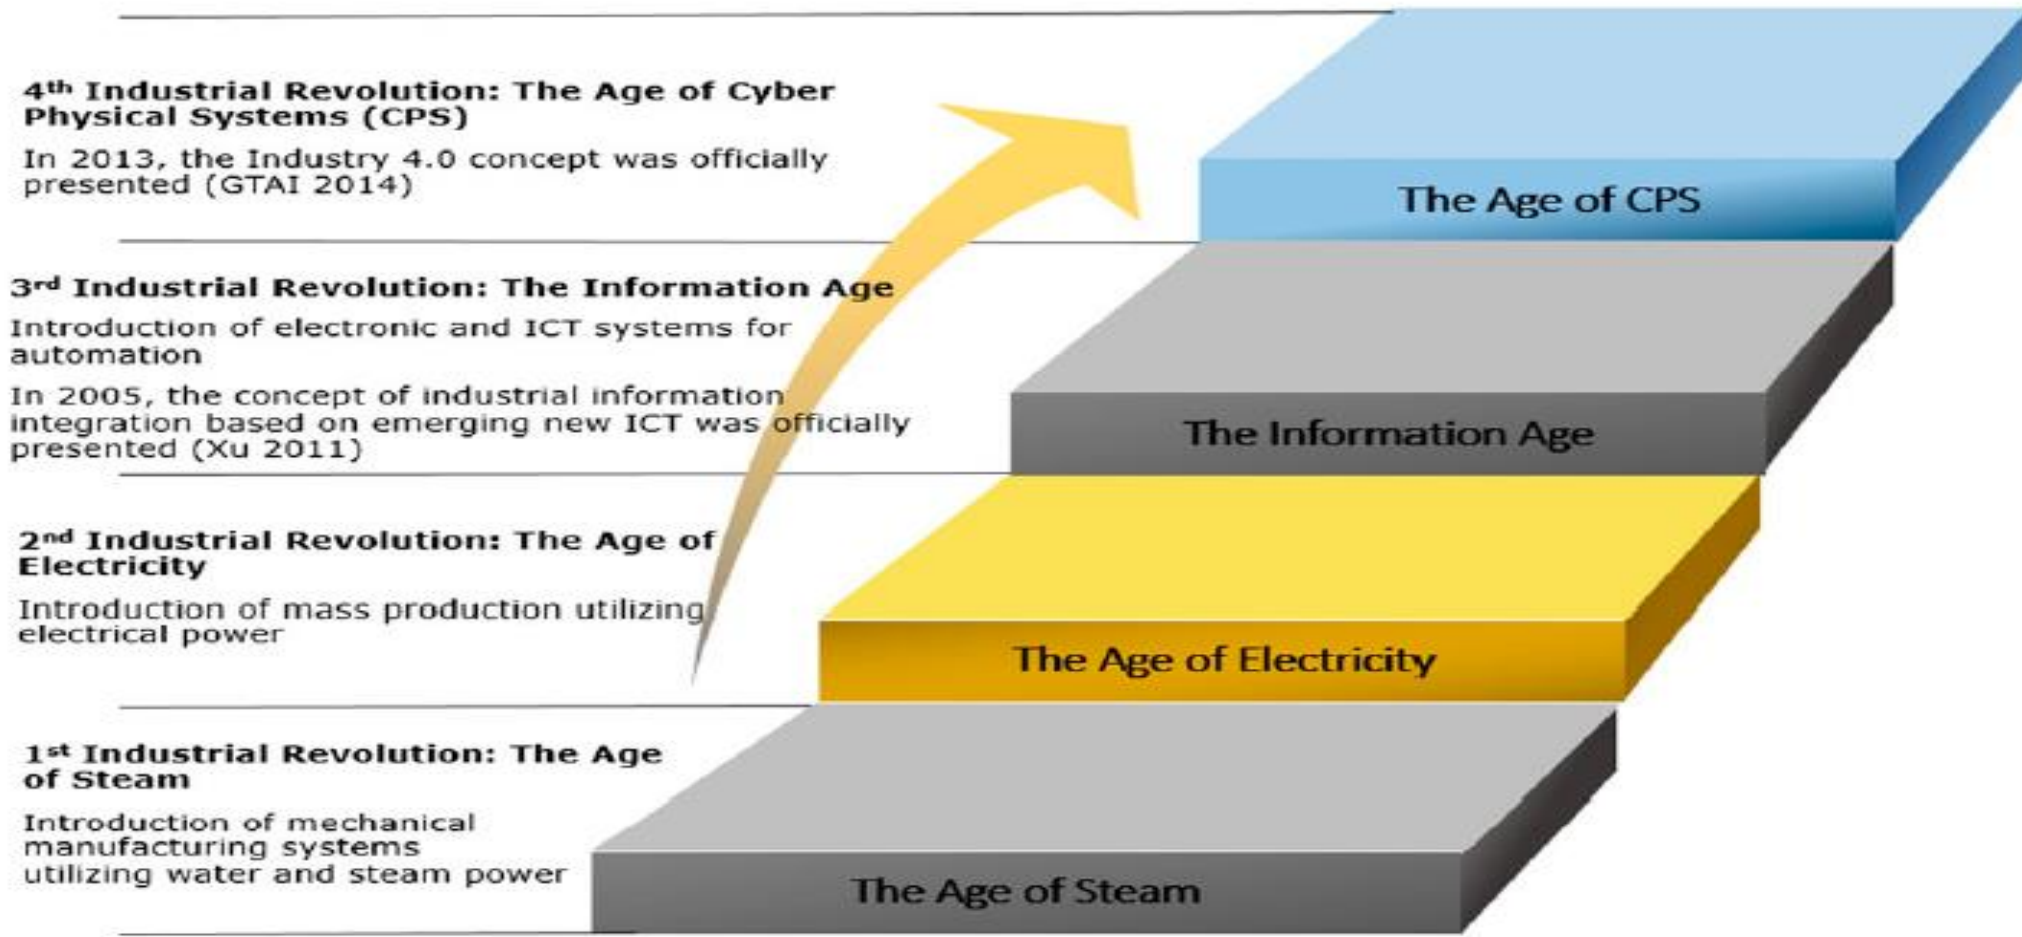 4th Industrial Revolution: The Age of Cyber
Physical Systems (CPS)
In 2013, the Industry 4.0 concept was officially
presented (GTAI 2014)
The Age of CPS
3rd Industrial Revolution: The Information Age
Introduction of electronic and ICT systems for
automation
In 2005, the concept of industrial information
integration based on emerging new ICT was officially
presented (Xu 2011)
The Information Age
2nd Industrial Revolution: The Age of
Electricity
Introduction of mass production utilizing
electrical power
The Age of Electricity
1st Industrial Revolution: The Age
of Steam
Introduction of mechanical
manufacturing systems
utilizing water and steam power
The Age of Steam